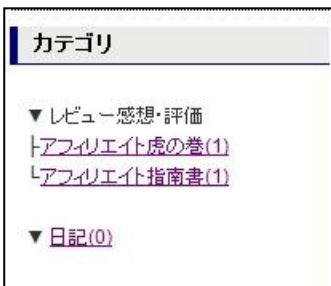 カテゴリ
▼レビュー感想・評価
├アフィリエイト虎の巻(1)
└アフィリエイト指南書(1)
▼日記(0)